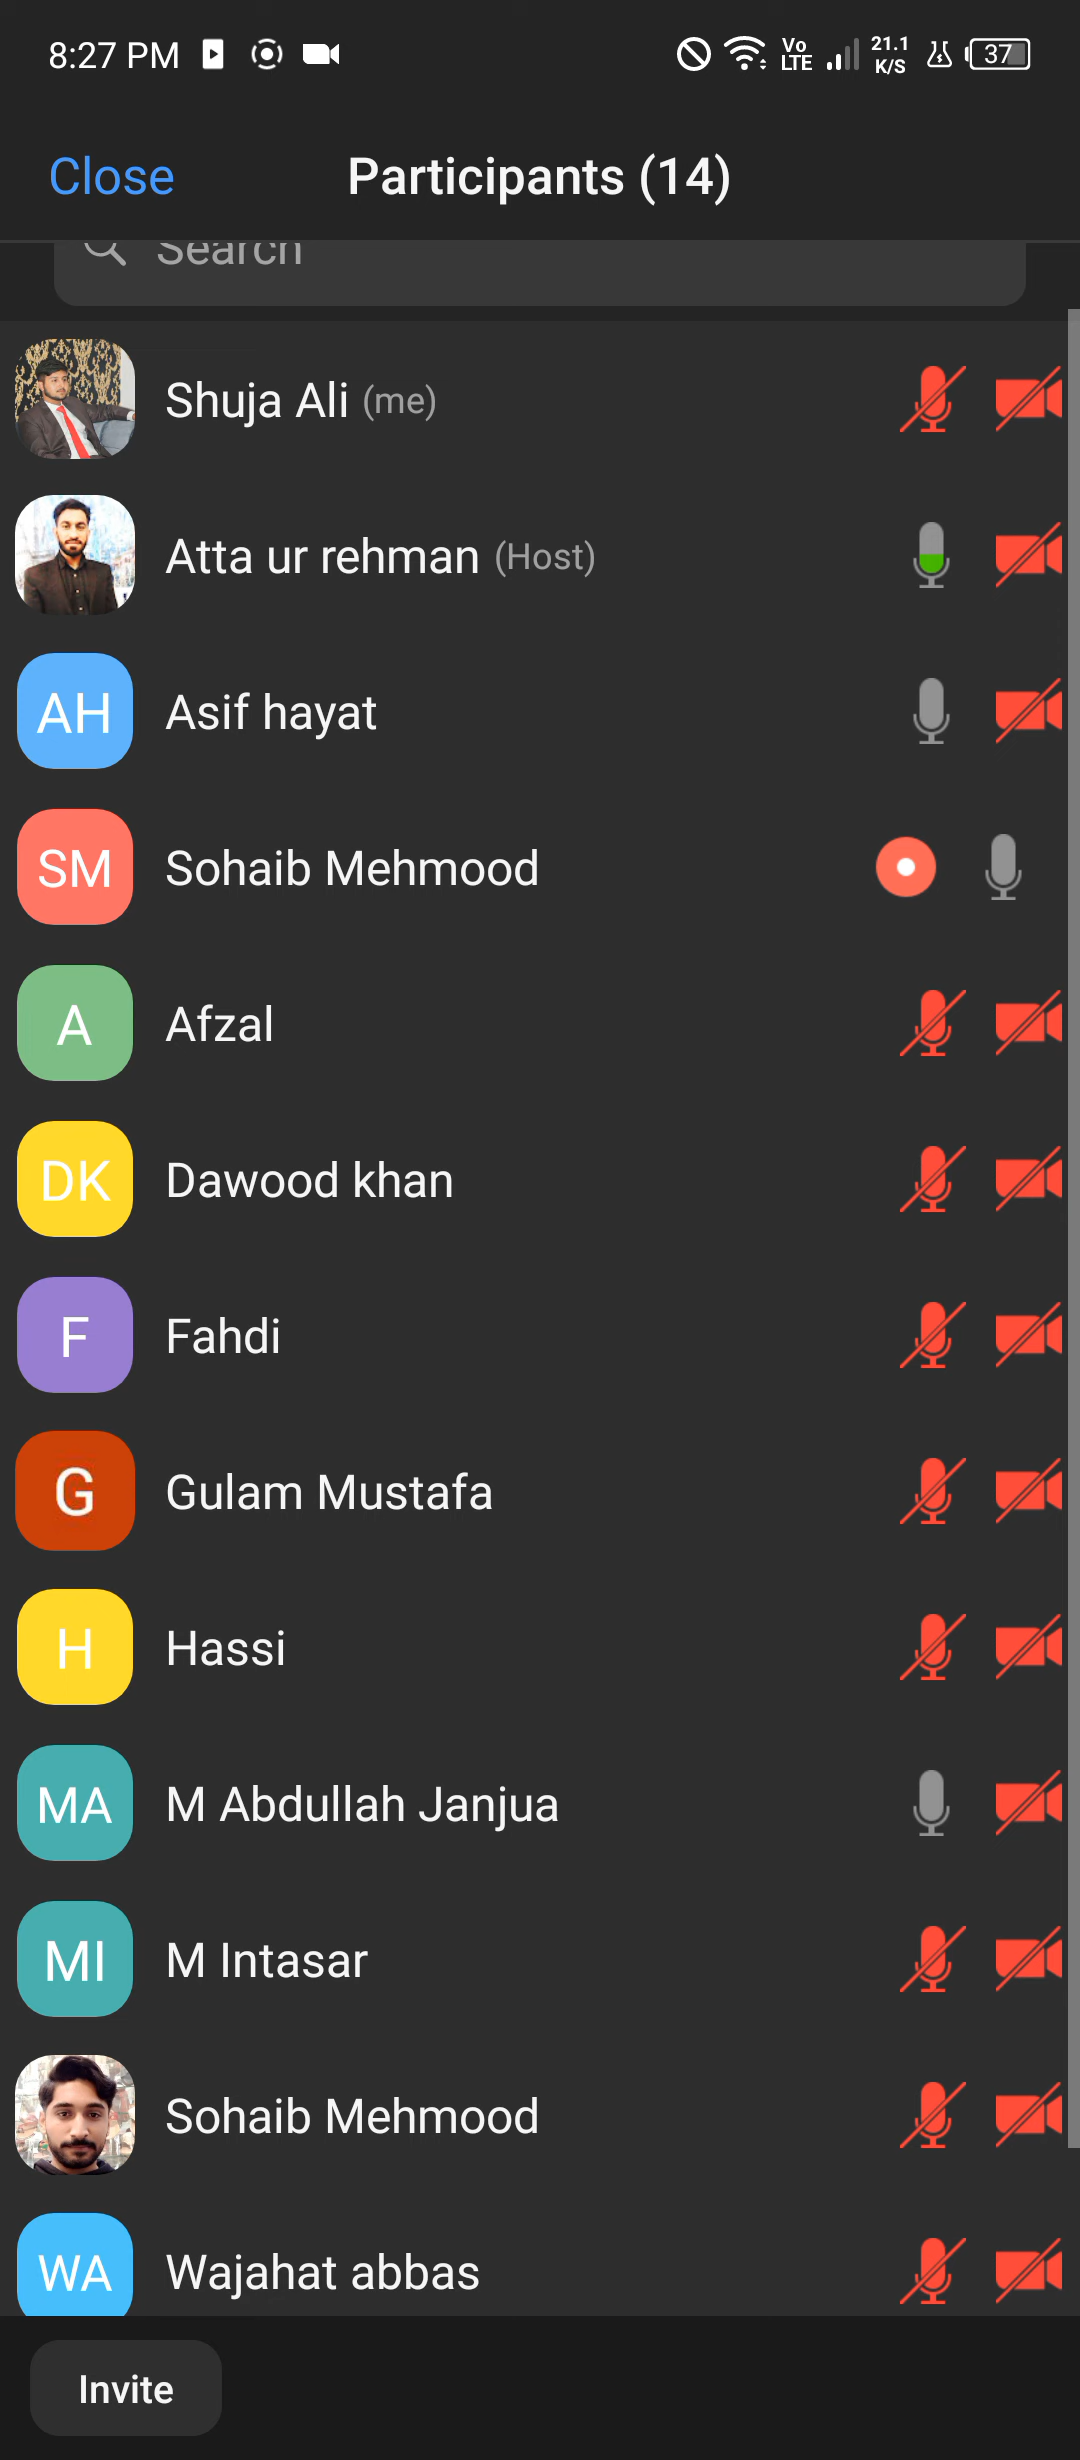 8:27 PM Vo LTE 21.1 K/S 37
Close Participants (14)
Search
Shuja Ali (me)
Atta ur rehman (Host)
AH Asif hayat
SM Sohaib Mehmood
A Afzal
DK Dawood khan
F Fahdi
G Gulam Mustafa
H Hassi
MA M Abdullah Janjua
MI M Intasar
Sohaib Mehmood
WA Wajahat abbas
Invite